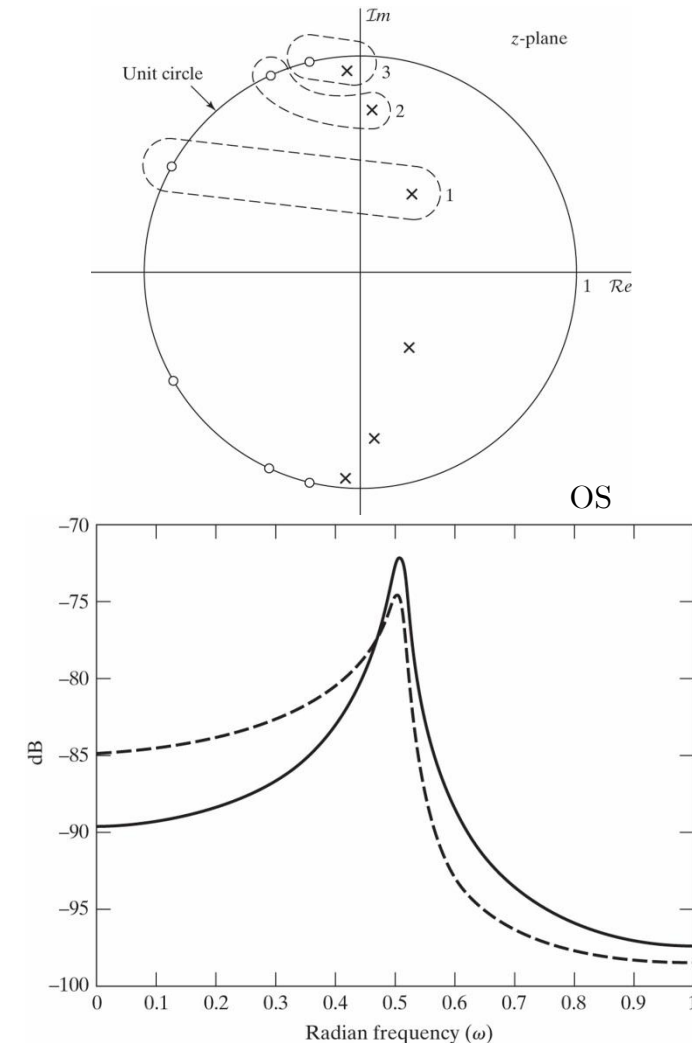 Im
z-plane
Unit circle
3
2
1
1 Re
OS
–70
–75
–80
–85
–90
–95
–100
dB
0 0.1 0.2 0.3 0.4 0.5 0.6 0.7 0.8 0.9 1
Radian frequency (ω)